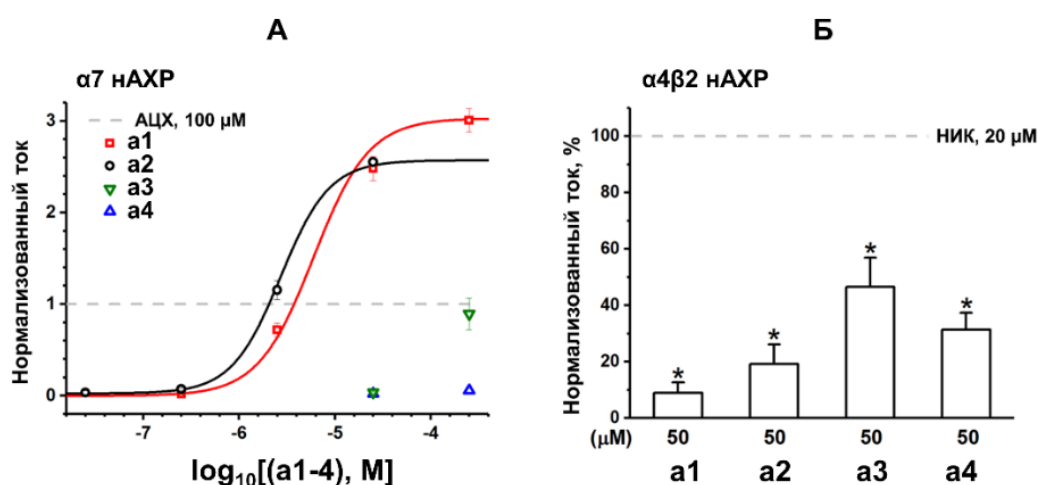 А
α7 нАХР
АЦХ, 100 μM
a1
a2
a3
a4
Нормализованный ток
3
2
1
0
-7 -6 -5 -4
log10[(a1-4), M]
Б
α4β2 нАХР
Нормализованный ток, %
100
80
60
40
20
0
НИК, 20 μM
* * * *
(μM) 50 50 50 50
a1 a2 a3 a4